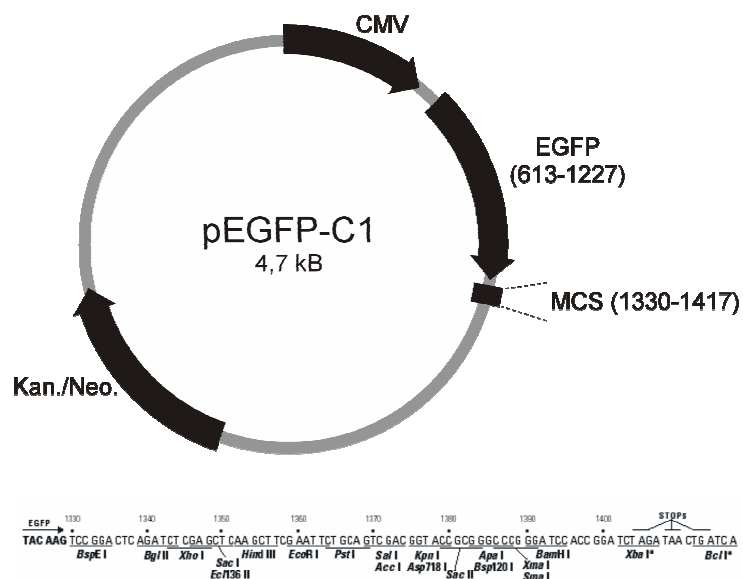 CMV
EGFP
(613-1227)
pEGFP-C1
4,7 kB
MCS (1330-1417)
Kan./Neo.
1330 1340 1350 1360 1370 1380 1390 1400
EGFP STOPs
TAC AAG TCC GGA CTC AGA TCT CGA GCT CAA GCT TCG AAT TCT GCA GTC GAC GGT ACC GCG GGC CCG GGA TCC ACC GGA TCT AGA TAA CTG ATC A
BspE I Bgl II Xho I Hind III EcoR I Pst I Sal I Kpn I Apa I BamH I Xba I* Bcl I*
Sac I Acc I Asp718 I Bsp120 I Xma I
Ecl136 II Sac II Sma I